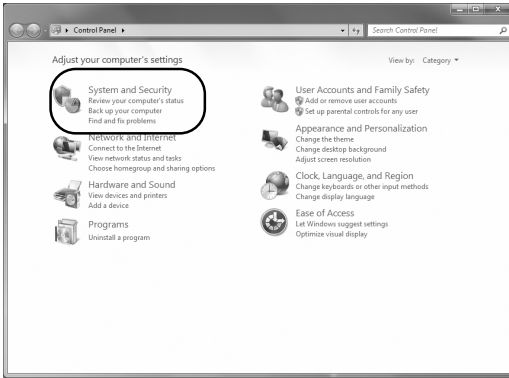 Control Panel
Search Control Panel
Adjust your computer's settings
View by: Category
System and Security
Review your computer's status
Back up your computer
Find and fix problems
Network and Internet
Connect to the Internet
View network status and tasks
Choose homegroup and sharing options
Hardware and Sound
View devices and printers
Add a device
Programs
Uninstall a program
User Accounts and Family Safety
Add or remove user accounts
Set up parental controls for any user
Appearance and Personalization
Change the theme
Change desktop background
Adjust screen resolution
Clock, Language, and Region
Change keyboards or other input methods
Change display language
Ease of Access
Let Windows suggest settings
Optimize visual display